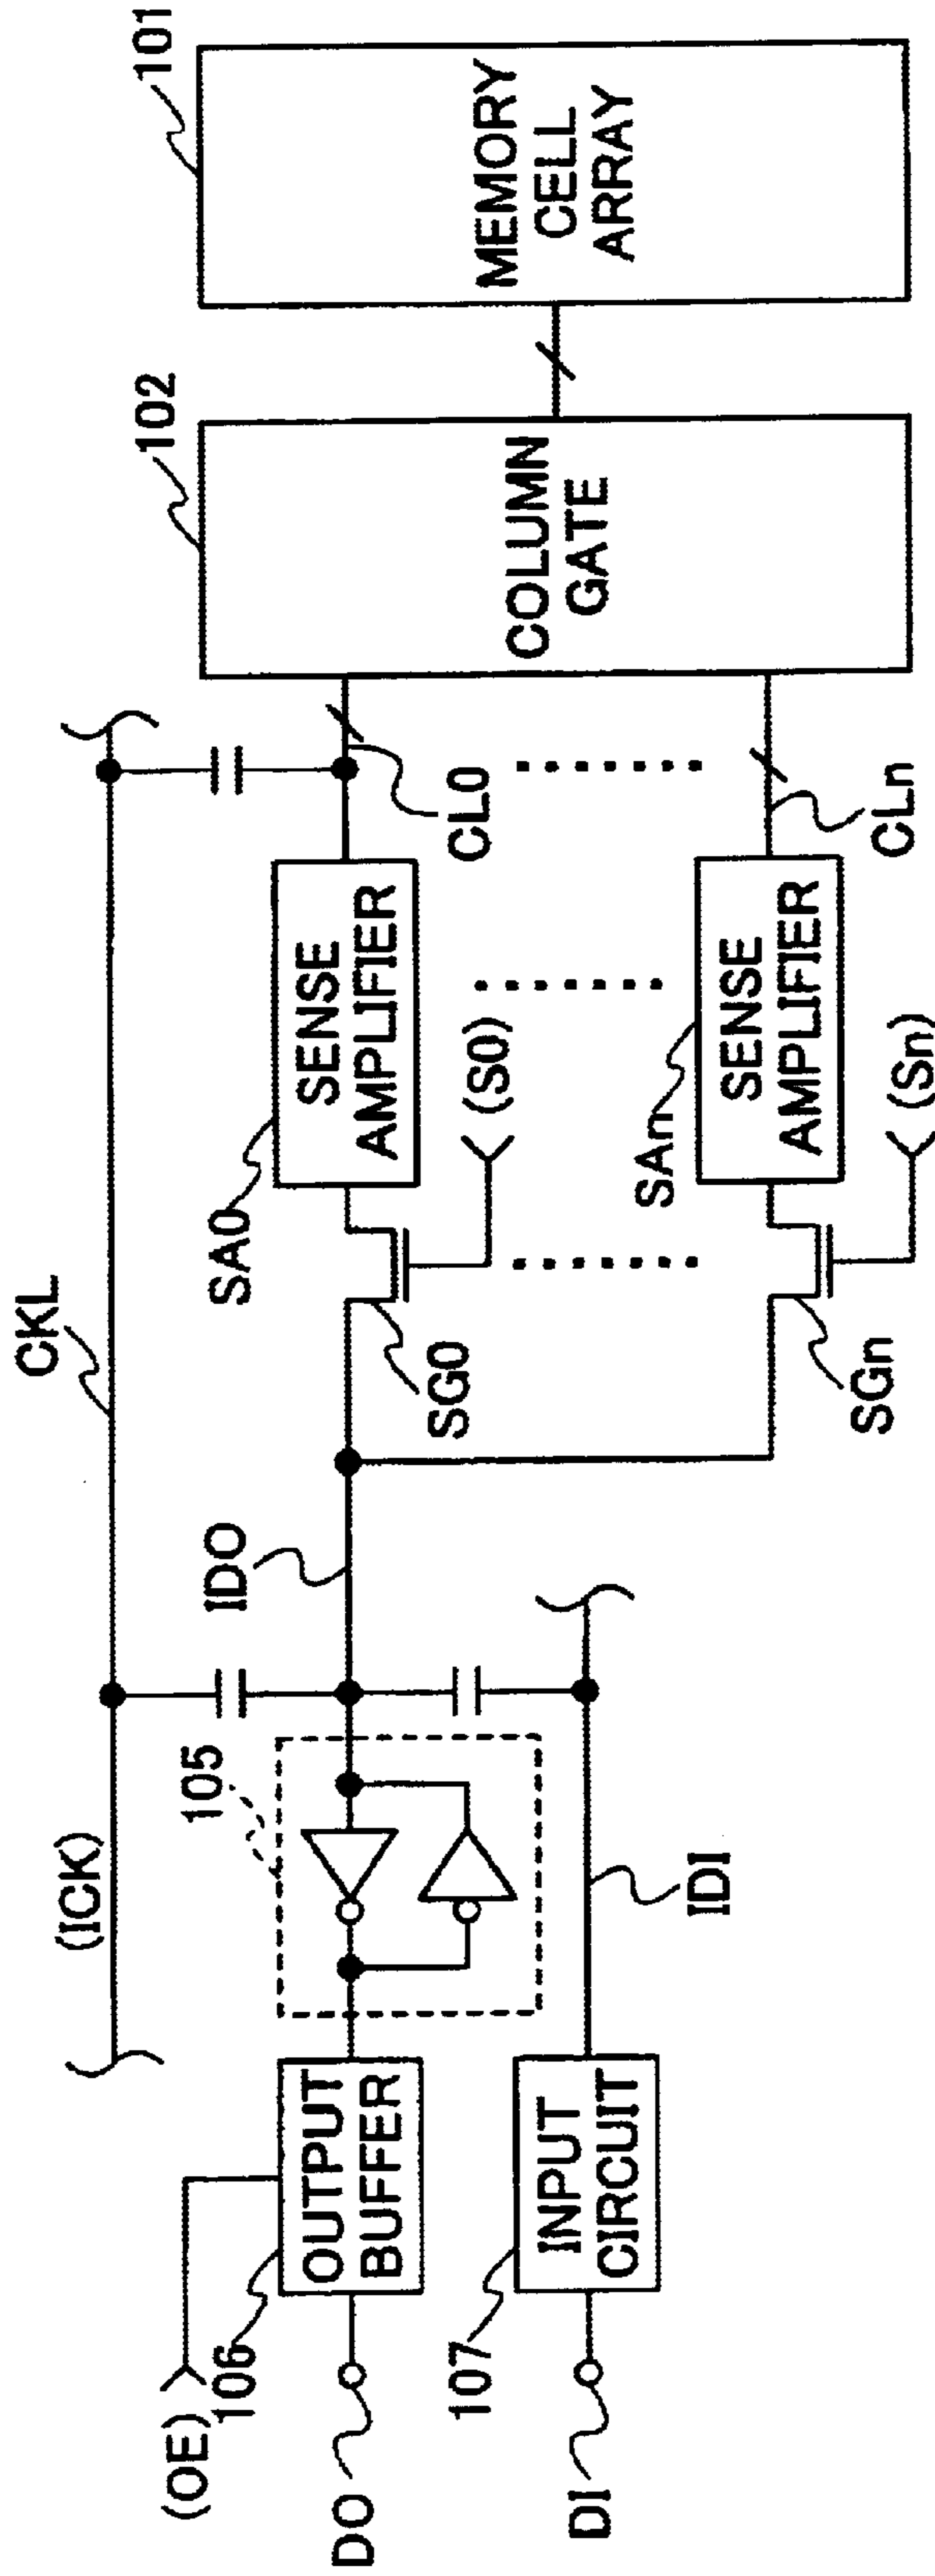 101
MEMORY
CELL
ARRAY
102
COLUMN
GATE
CKL
(ICK)
CL0
CLn
SENSE
AMPLIFIER
SA0
(S0)
SG0
SENSE
AMPLIFIER
SAn
(Sn)
SGn
IDO
105
IDI
OUTPUT
BUFFER
106
(OE)
DO
INPUT
CIRCUIT
107
DI